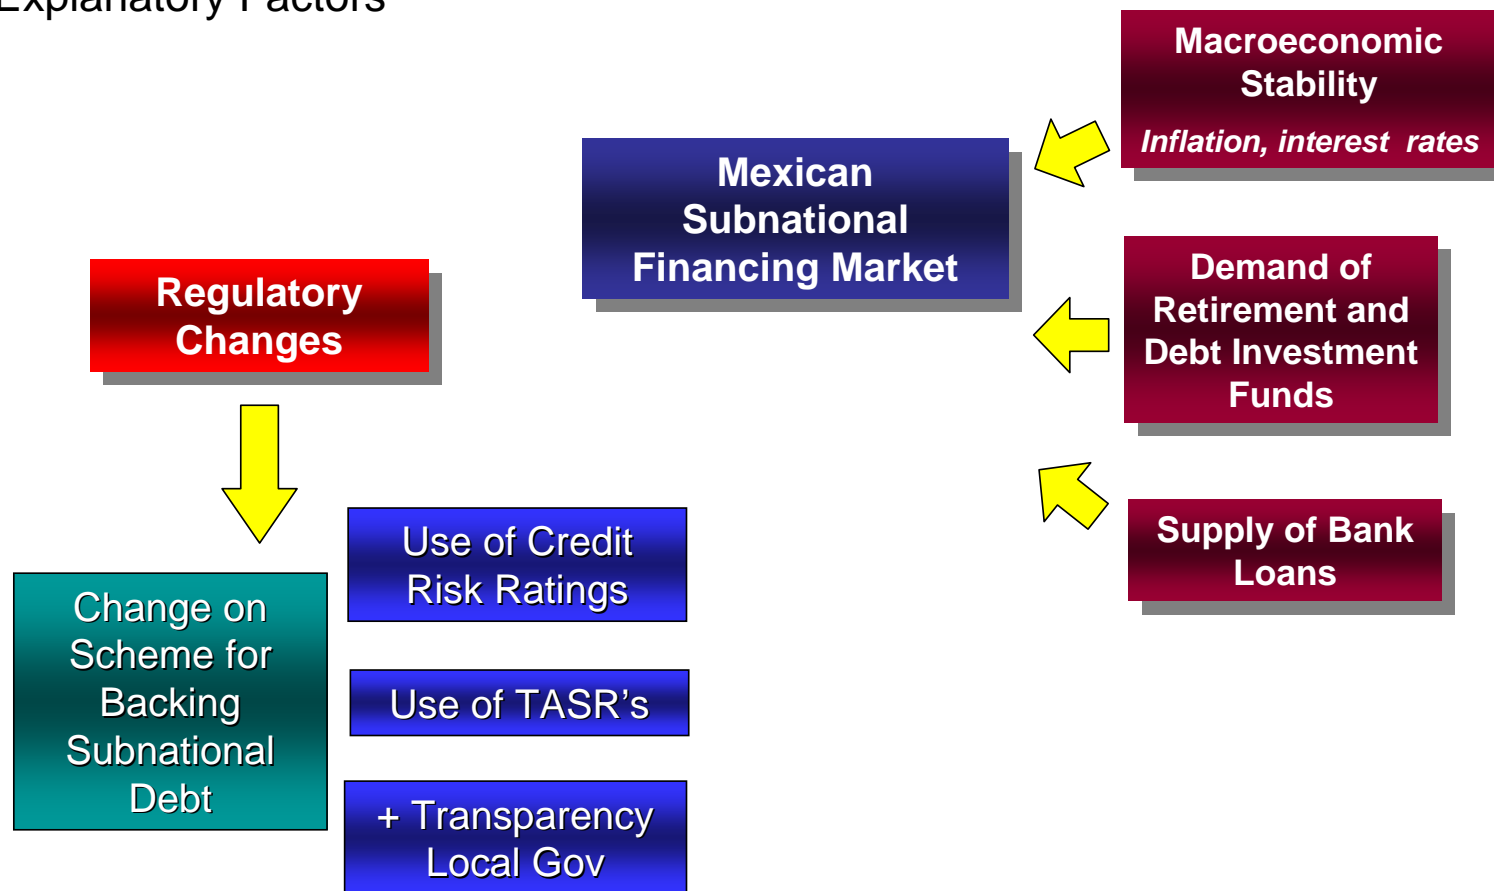 Explanatory Factors
Macroeconomic
Stability
Inflation, interest rates
Mexican
Subnational
Financing Market
Demand of
Retirement and
Debt Investment
Funds
Regulatory
Changes
Supply of Bank
Loans
Use of Credit
Risk Ratings
Change on
Scheme for
Backing
Subnational
Debt
Use of TASR’s
+ Transparency
Local Gov